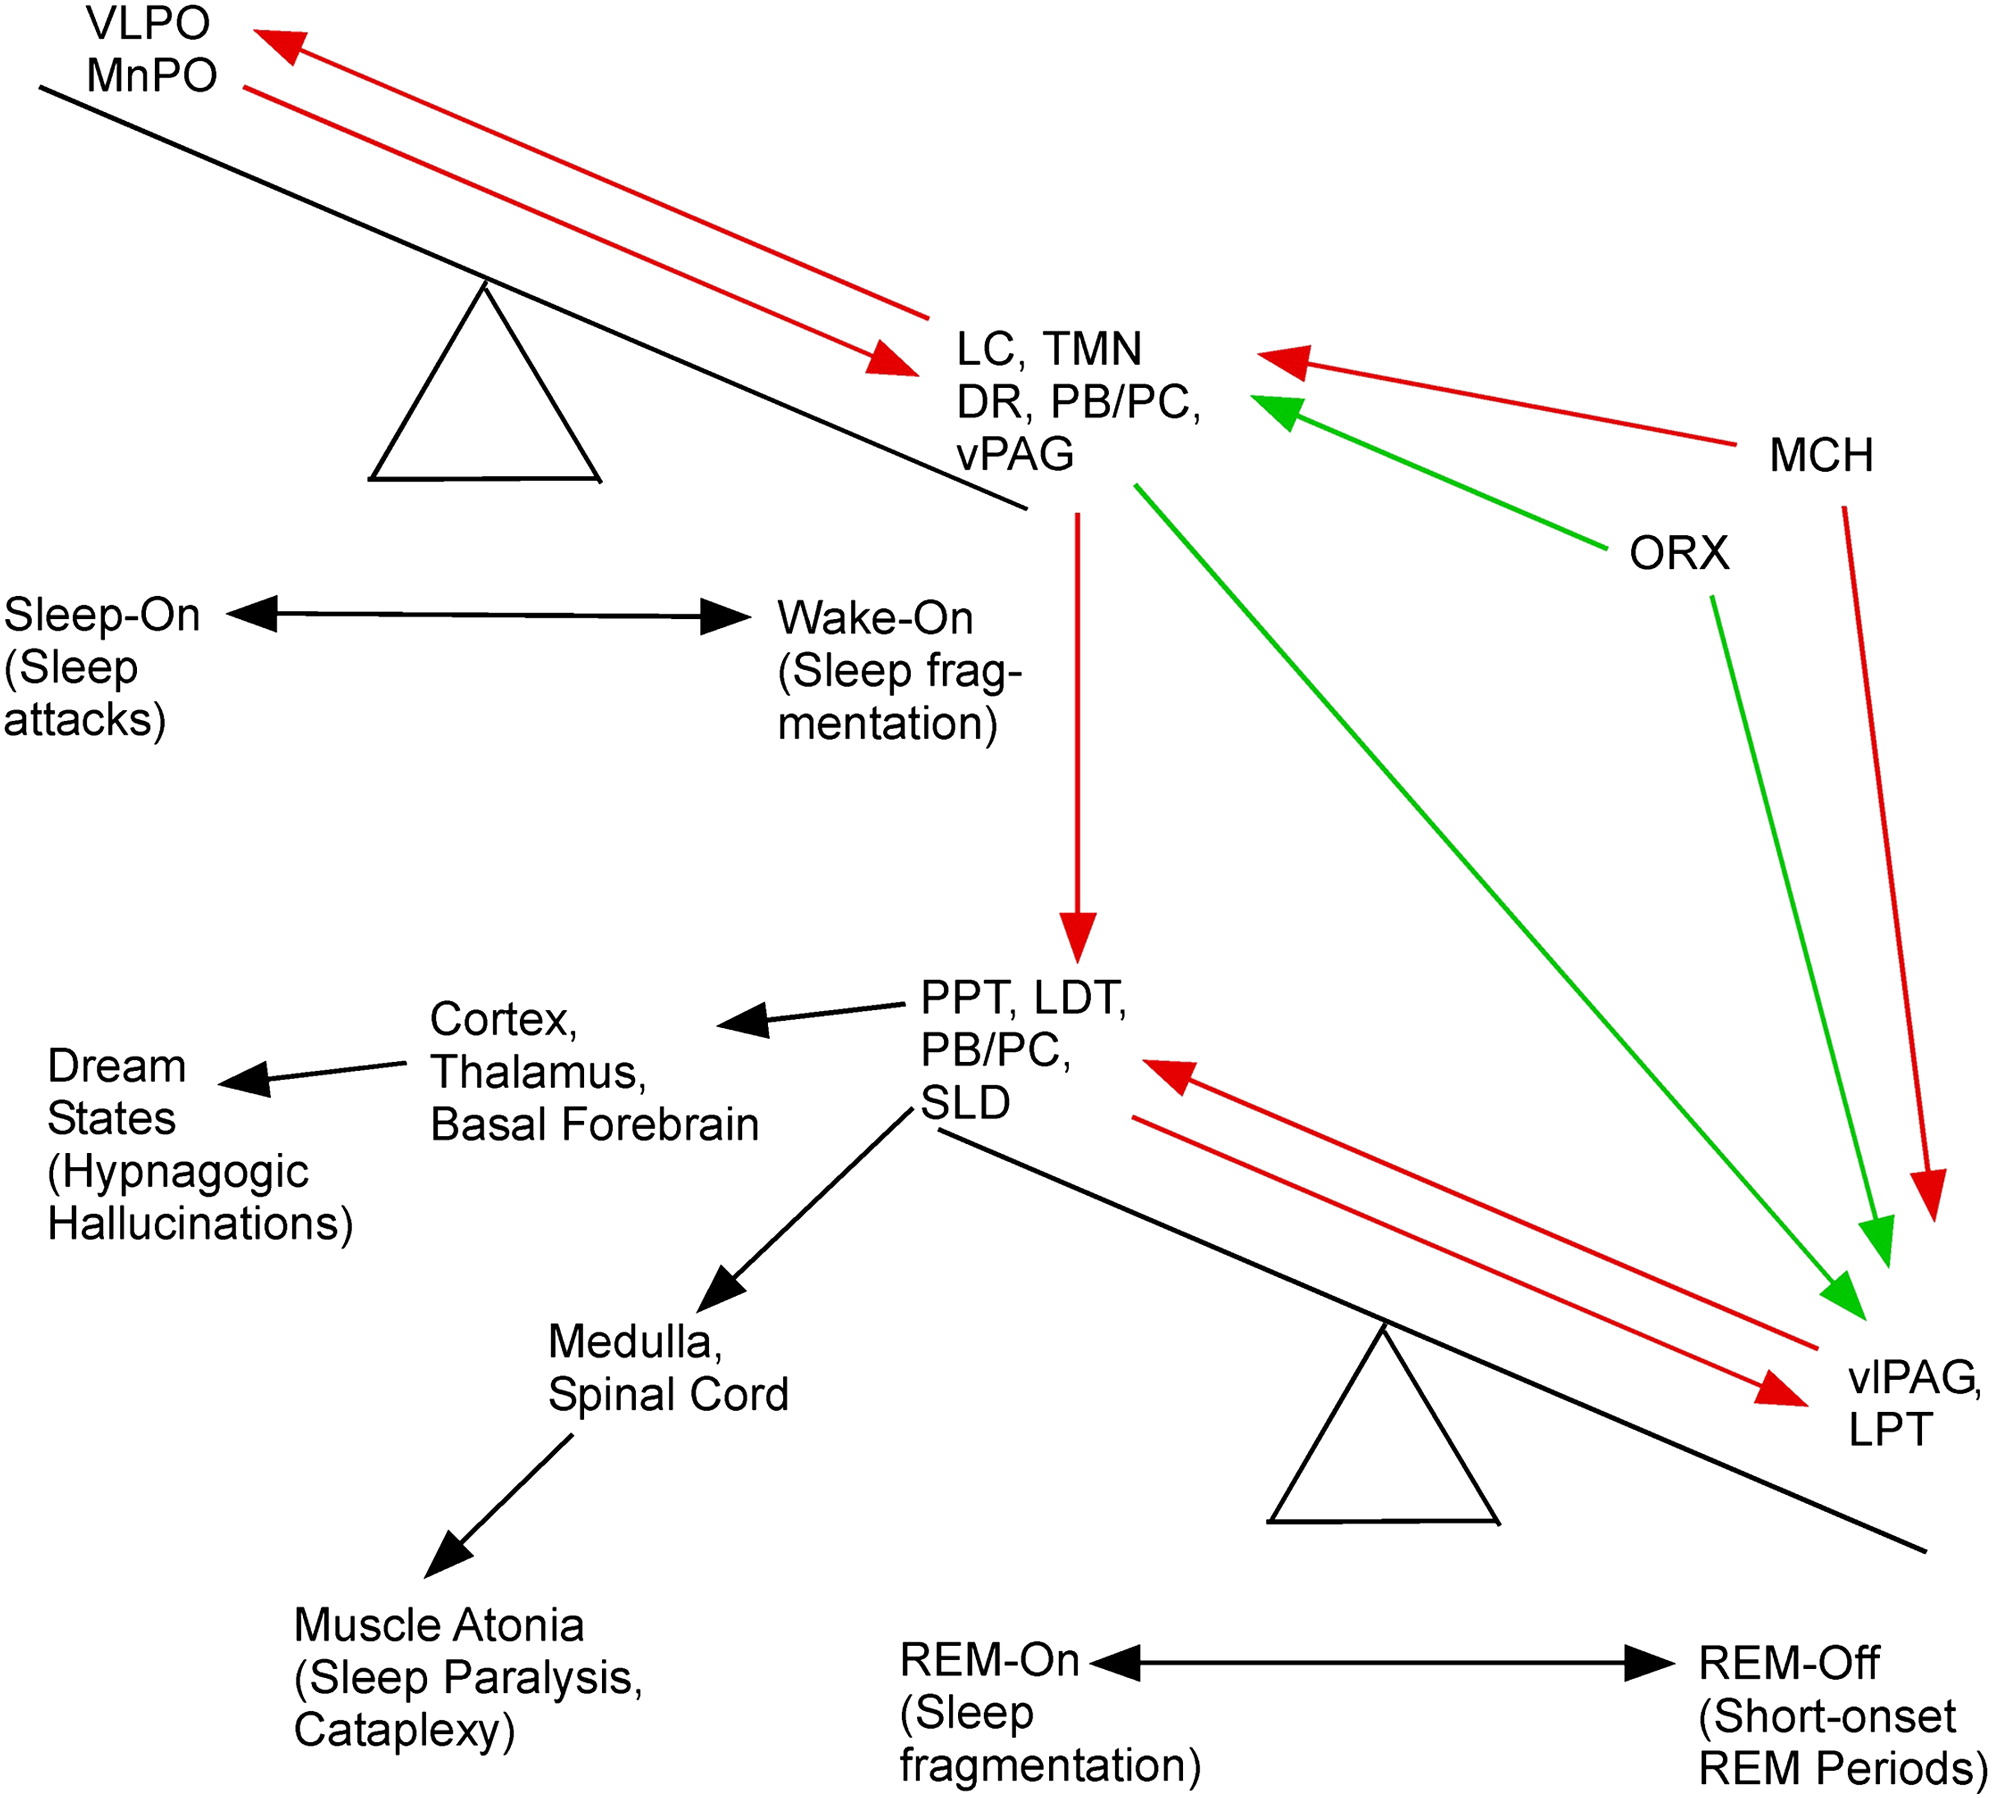 VLPO
MnPO
LC, TMN
DR, PB/PC,
vPAG
MCH
ORX
Sleep-On
(Sleep
attacks)
Wake-On
(Sleep frag-
mentation)
PPT, LDT,
PB/PC,
SLD
Cortex,
Thalamus,
Basal Forebrain
Dream
States
(Hypnagogic
Hallucinations)
Medulla,
Spinal Cord
vlPAG,
LPT
Muscle Atonia
(Sleep Paralysis,
Cataplexy)
REM-On
(Sleep
fragmentation)
REM-Off
(Short-onset
REM Periods)